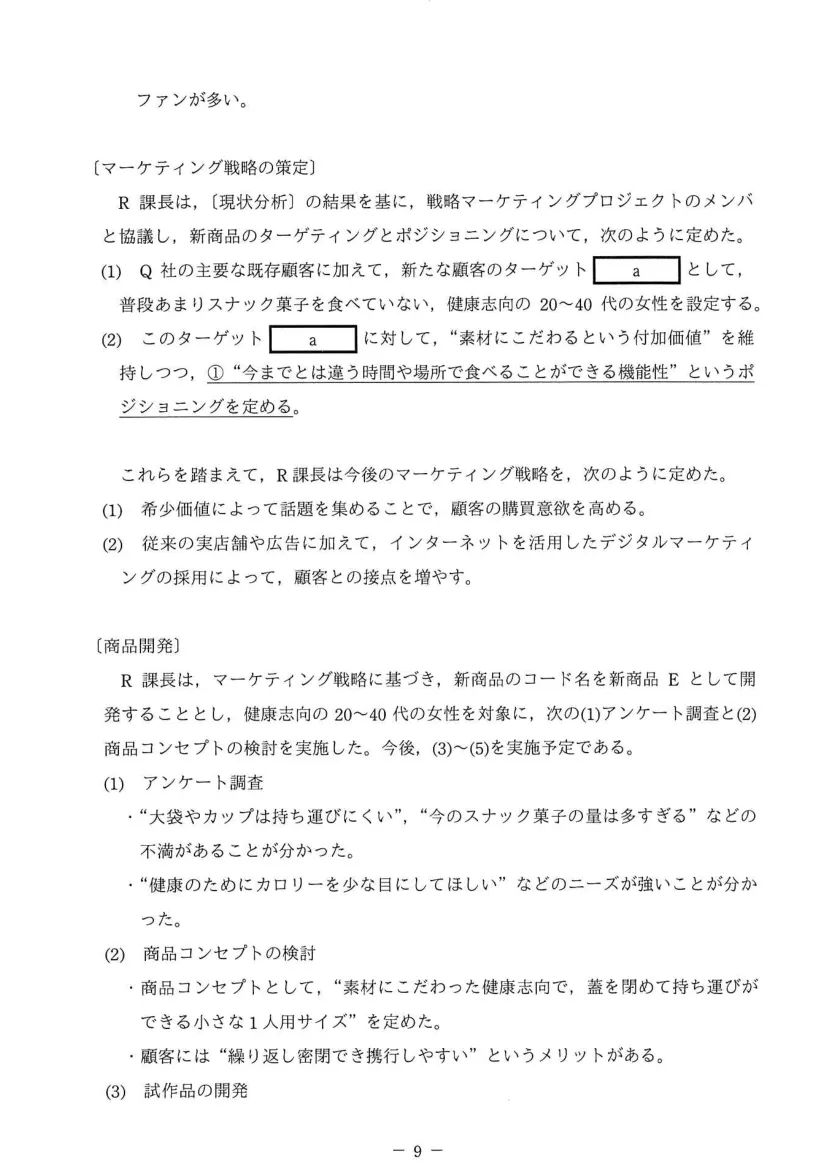 ファンが多い。
〔マーケティング戦略の策定〕
R 課長は，〔現状分析〕の結果を基に，戦略マーケティングプロジェクトのメンバ
と協議し，新商品のターゲティングとポジショニングについて，次のように定めた。
(1) Q 社の主要な既存顧客に加えて，新たな顧客のターゲット a として，
普段あまりスナック菓子を食べていない，健康志向の 20～40 代の女性を設定する。
(2) このターゲット a に対して，“素材にこだわるという付加価値”を維
持しつつ，①“今までとは違う時間や場所で食べることができる機能性”というポ
ジショニングを定める。
これらを踏まえて，R 課長は今後のマーケティング戦略を，次のように定めた。
(1) 希少価値によって話題を集めることで，顧客の購買意欲を高める。
(2) 従来の実店舗や広告に加えて，インターネットを活用したデジタルマーケティ
ングの採用によって，顧客との接点を増やす。
〔商品開発〕
R 課長は，マーケティング戦略に基づき，新商品のコード名を新商品 E として開
発することとし，健康志向の 20～40 代の女性を対象に，次の(1)アンケート調査と(2)
商品コンセプトの検討を実施した。今後，(3)～(5)を実施予定である。
(1) アンケート調査
・“大袋やカップは持ち運びにくい”，“今のスナック菓子の量は多すぎる”などの
不満があることが分かった。
・“健康のためにカロリーを少な目にしてほしい”などのニーズが強いことが分か
った。
(2) 商品コンセプトの検討
・商品コンセプトとして，“素材にこだわった健康志向で，蓋を閉めて持ち運びが
できる小さな 1 人用サイズ”を定めた。
・顧客には“繰り返し密閉でき携行しやすい”というメリットがある。
(3) 試作品の開発
－ 9 －